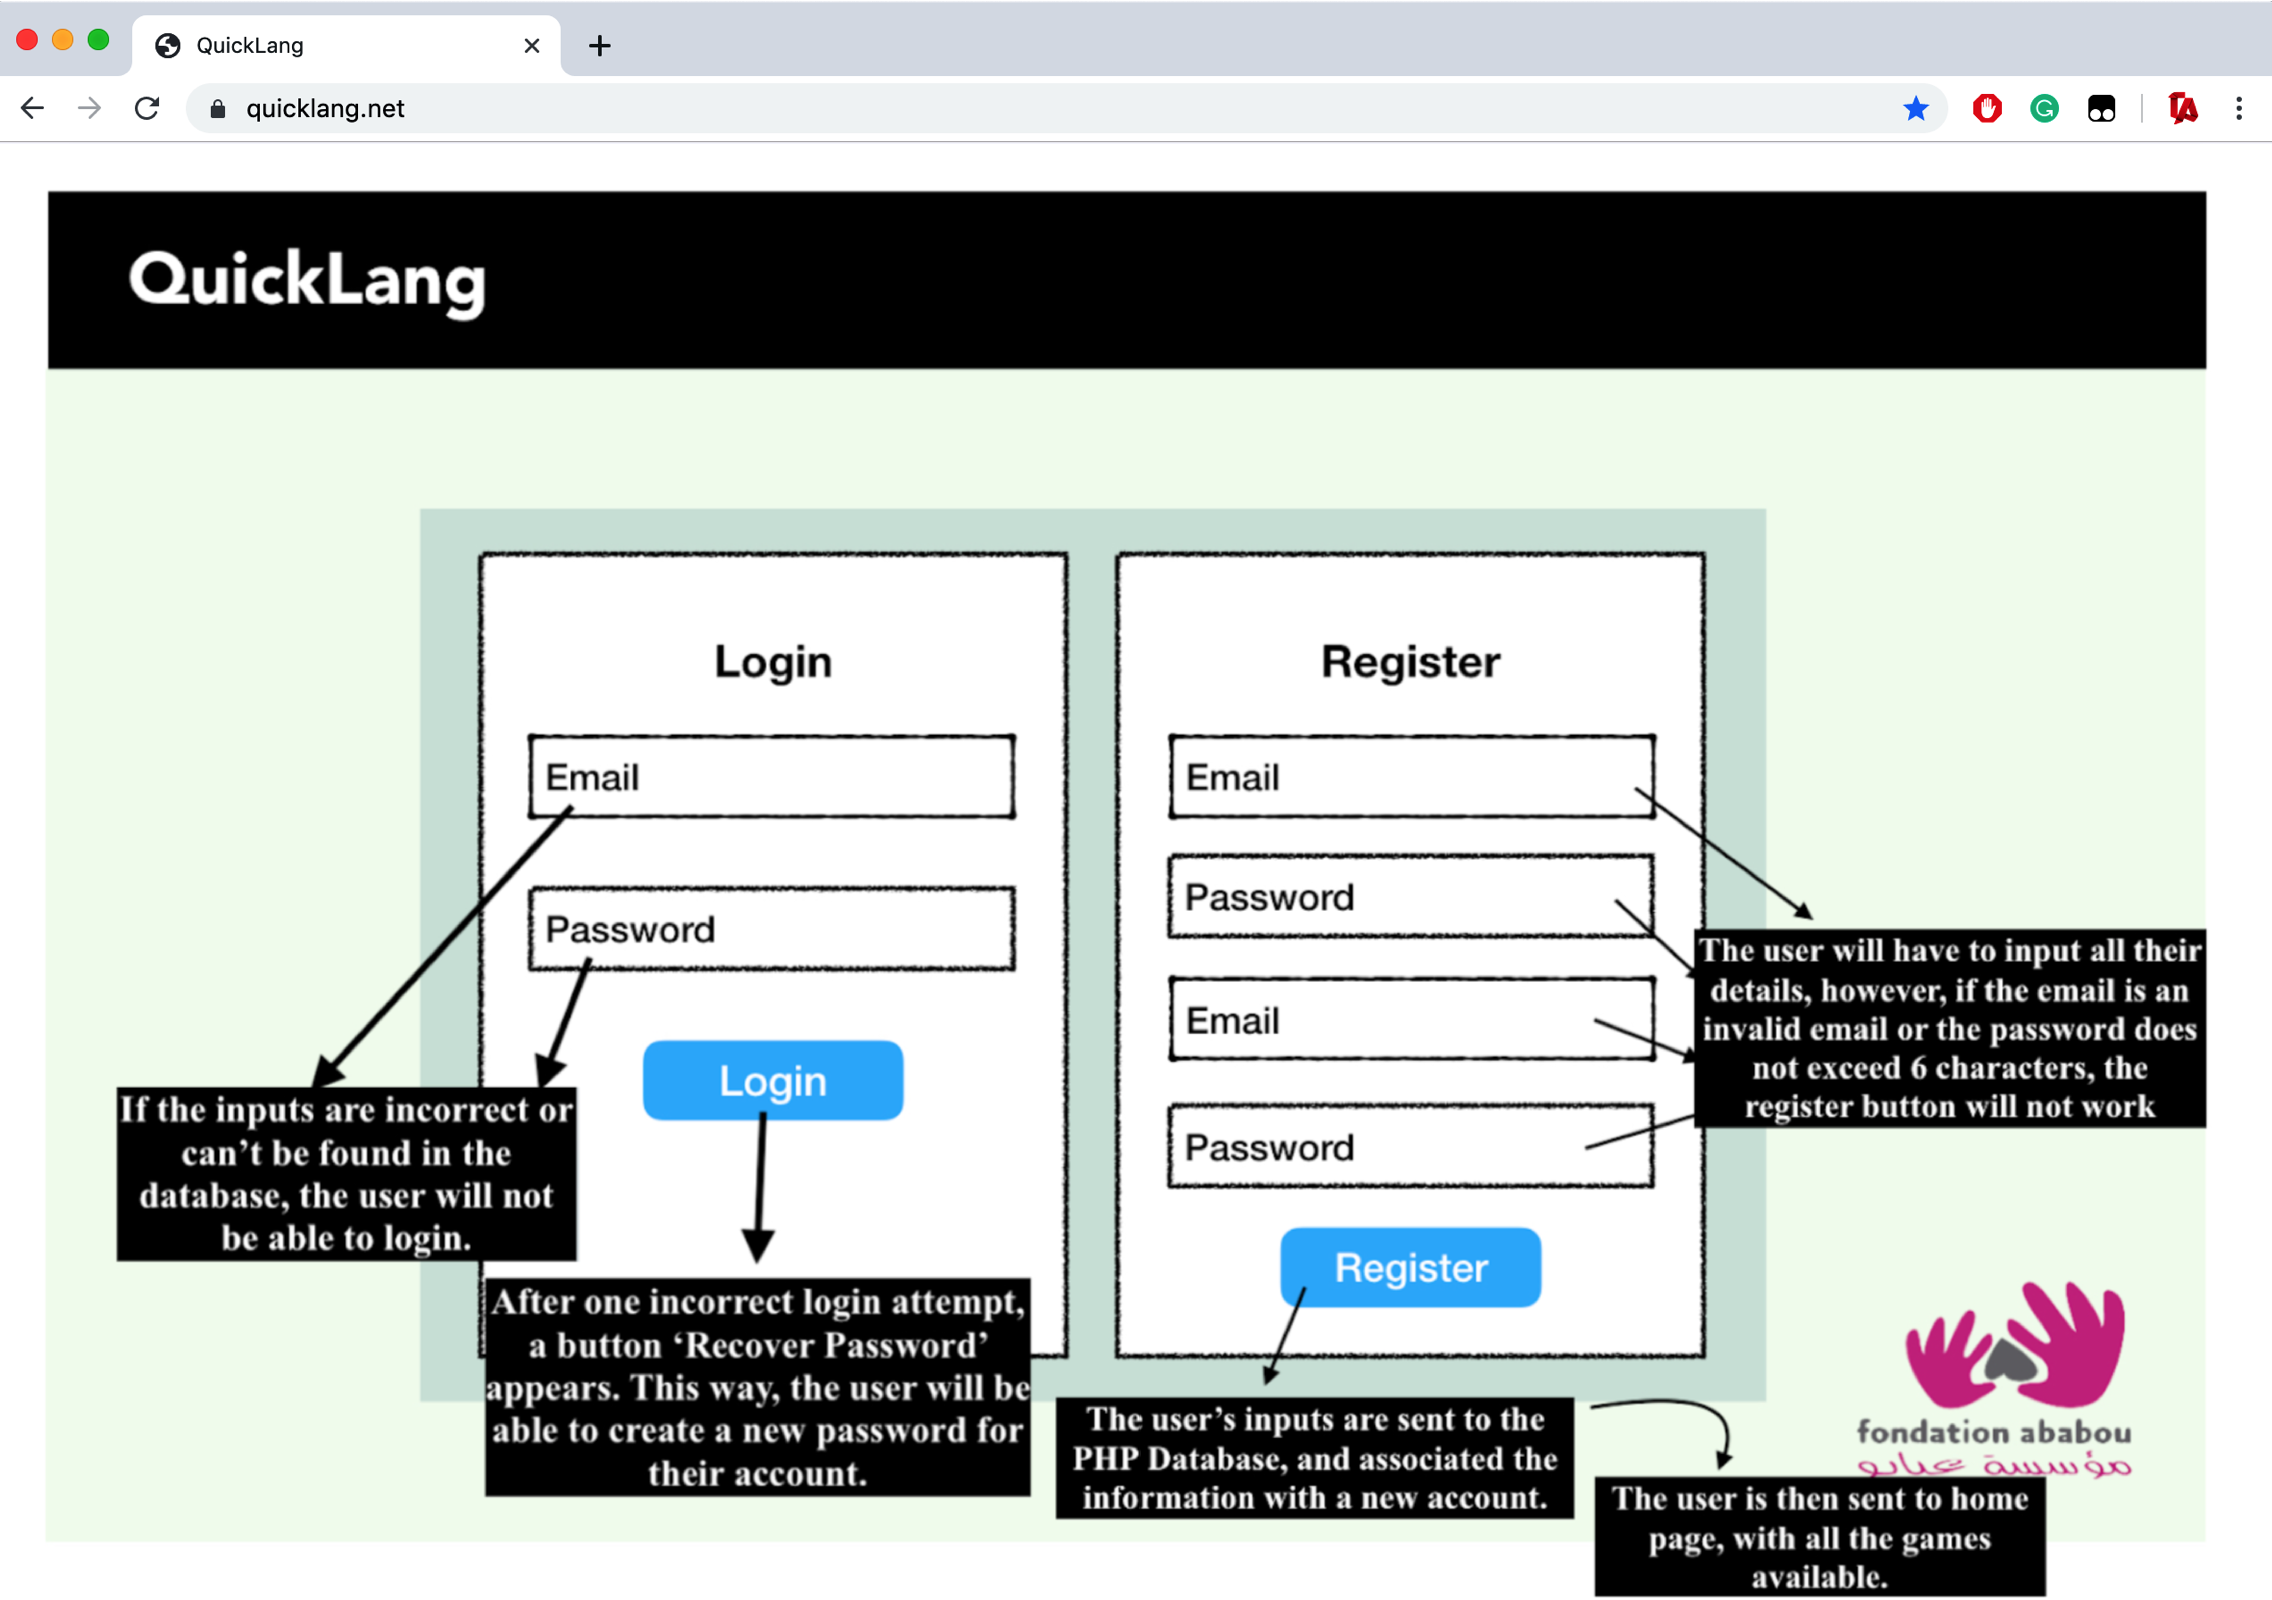 QuickLang
quicklang.net
QuickLang
Login
Email
Password
Login
Register
Email
Password
Email
Password
Register
If the inputs are incorrect or
can’t be found in the
database, the user will not
be able to login.
After one incorrect login attempt,
a button ‘Recover Password’
appears. This way, the user will be
able to create a new password for
their account.
The user will have to input all their
details, however, if the email is an
invalid email or the password does
not exceed 6 characters, the
register button will not work
The user’s inputs are sent to the
PHP Database, and associated the
information with a new account.
fondation ababou
مؤسسة عبابو
The user is then sent to home
page, with all the games
available.